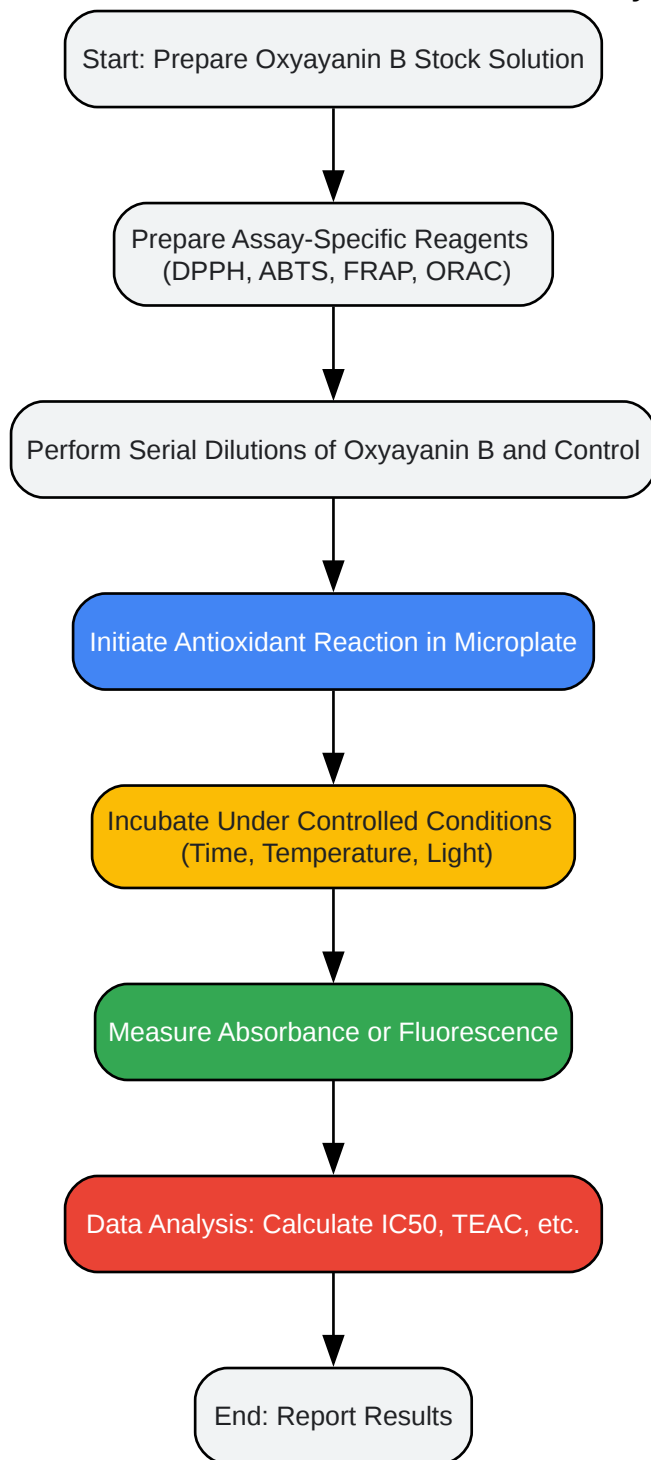 Start: Prepare Oxyayanin B Stock Solution
Prepare Assay-Specific Reagents
(DPPH, ABTS, FRAP, ORAC)
Perform Serial Dilutions of Oxyayanin B and Control
Initiate Antioxidant Reaction in Microplate
Incubate Under Controlled Conditions
(Time, Temperature, Light)
Measure Absorbance or Fluorescence
Data Analysis: Calculate IC50, TEAC, etc.
End: Report Results